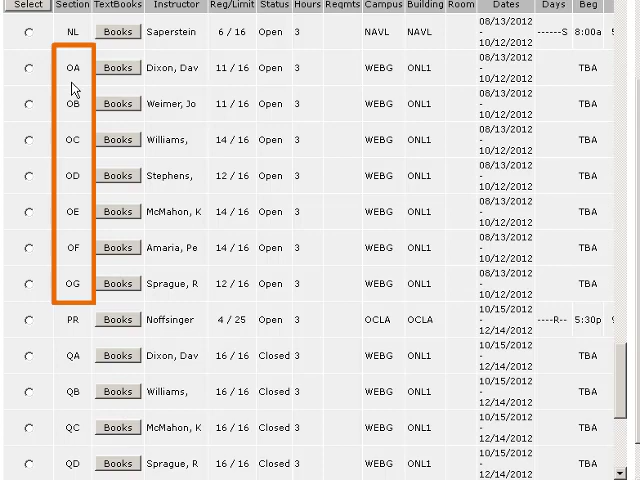 Select Section TextBooks Instructor Reg/Limit Status Hours Reqmts Campus Building Room Dates Days Beg
NL Books Saperstein 6 / 16 Open 3 NAVL NAVL 08/13/2012 - 10/12/2012 ------S 8:00a
OA Books Dixon, Dav 11 / 16 Open 3 WEBG ONL1 08/13/2012 - 10/12/2012 TBA
OB Books Weimer, Jo 11 / 16 Open 3 WEBG ONL1 08/13/2012 - 10/12/2012 TBA
OC Books Williams, 14 / 16 Open 3 WEBG ONL1 08/13/2012 - 10/12/2012 TBA
OD Books Stephens, 12 / 16 Open 3 WEBG ONL1 08/13/2012 - 10/12/2012 TBA
OE Books McMahon, K 14 / 16 Open 3 WEBG ONL1 08/13/2012 - 10/12/2012 TBA
OF Books Amaria, Pe 14 / 16 Open 3 WEBG ONL1 08/13/2012 - 10/12/2012 TBA
OG Books Sprague, R 12 / 16 Open 3 WEBG ONL1 08/13/2012 - 10/12/2012 TBA
PR Books Noffsinger 4 / 25 Open 3 OCLA OCLA 10/15/2012 - 12/14/2012 ----R-- 5:30p
QA Books Dixon, Dav 16 / 16 Closed 3 WEBG ONL1 10/15/2012 - 12/14/2012 TBA
QB Books Williams, 16 / 16 Closed 3 WEBG ONL1 10/15/2012 - 12/14/2012 TBA
QC Books McMahon, K 16 / 16 Closed 3 WEBG ONL1 10/15/2012 - 12/14/2012 TBA
QD Books Sprague, R 16 / 16 Closed 3 WEBG ONL1 10/15/2012 - 12/14/2012 TBA